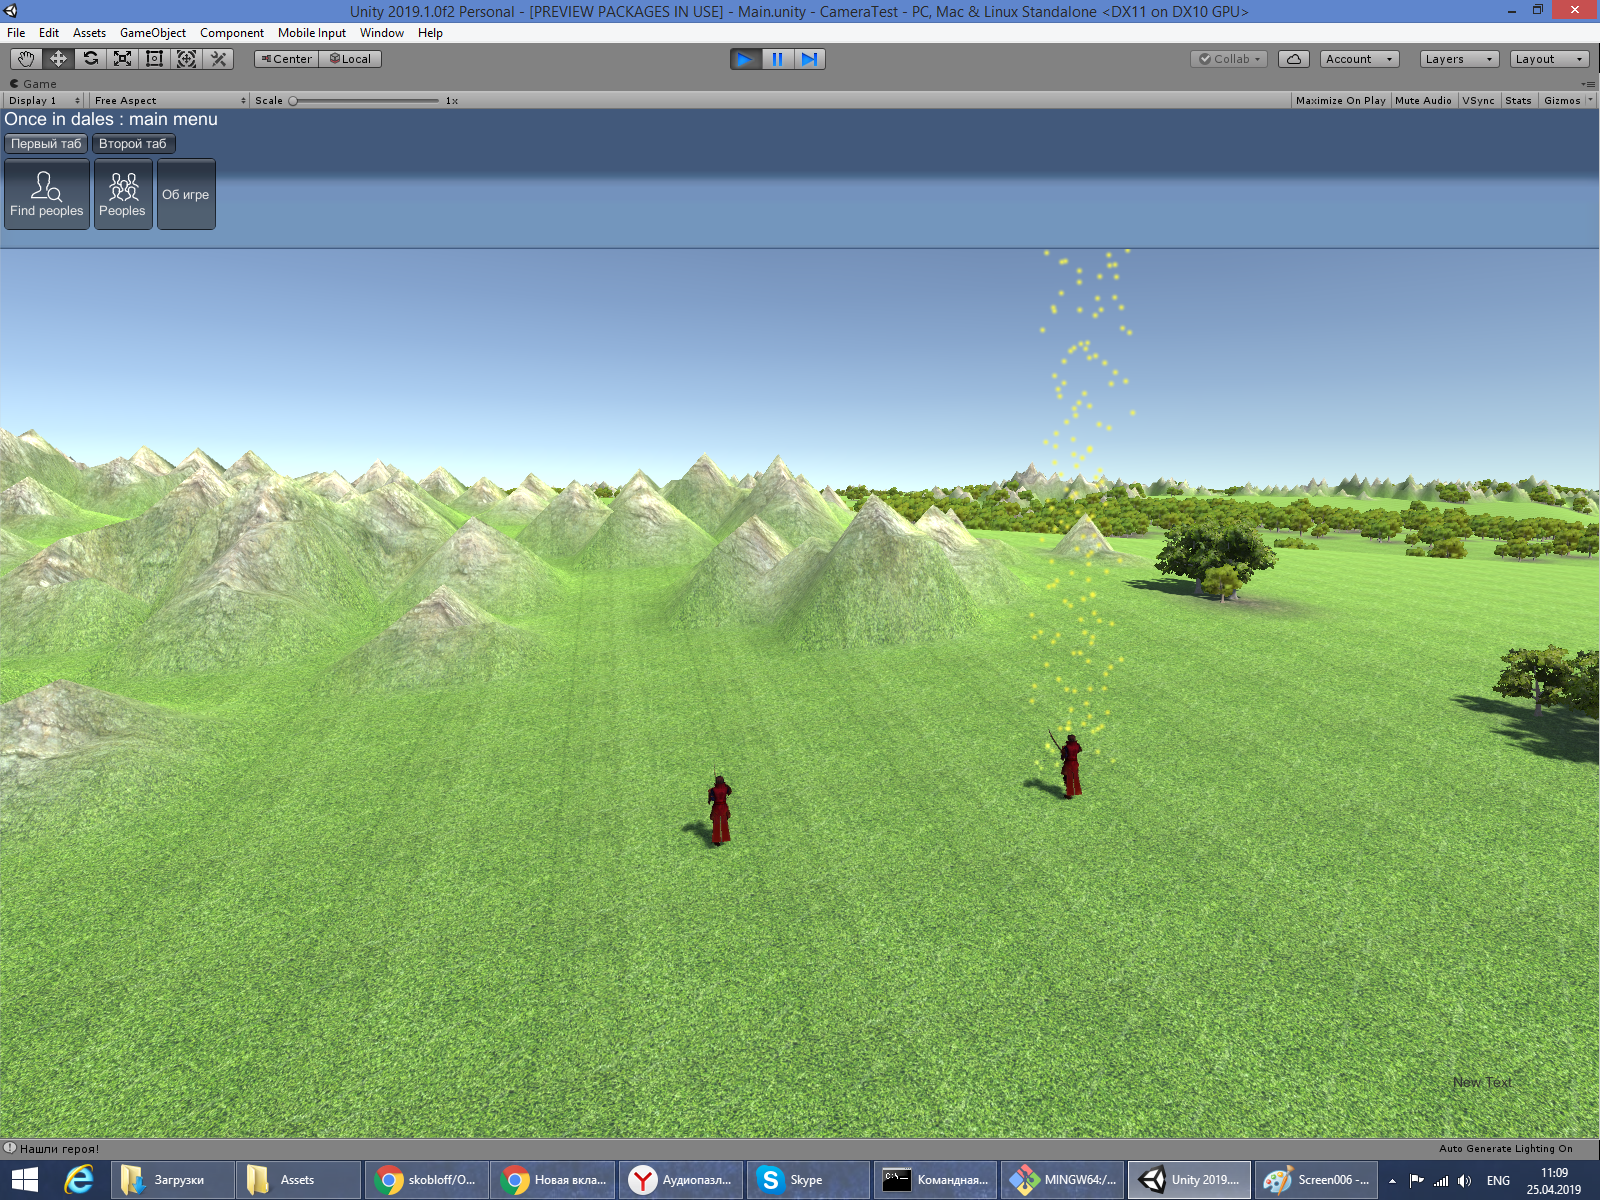 Unity 2019.1.0f2 Personal - [PREVIEW PACKAGES IN USE] - Main.unity - CameraTest - PC, Mac & Linux Standalone <DX11 on DX10 GPU>
File Edit Assets GameObject Component Mobile Input Window Help
Center Local Collab Account Layers Layout
Game
Display 1 Free Aspect Scale 1x Maximize On Play Mute Audio VSync Stats Gizmos
Once in dales : main menu
Первый таб Второй таб
Find peoples Peoples Об игре
New Text
Нашли героя! Auto Generate Lighting On
Загрузки Assets skobloff/O... Новая вкла... Аудиопазл... Skype Командная... MINGW64:/... Unity 2019.... Screen006 -... ENG 11:09
25.04.2019